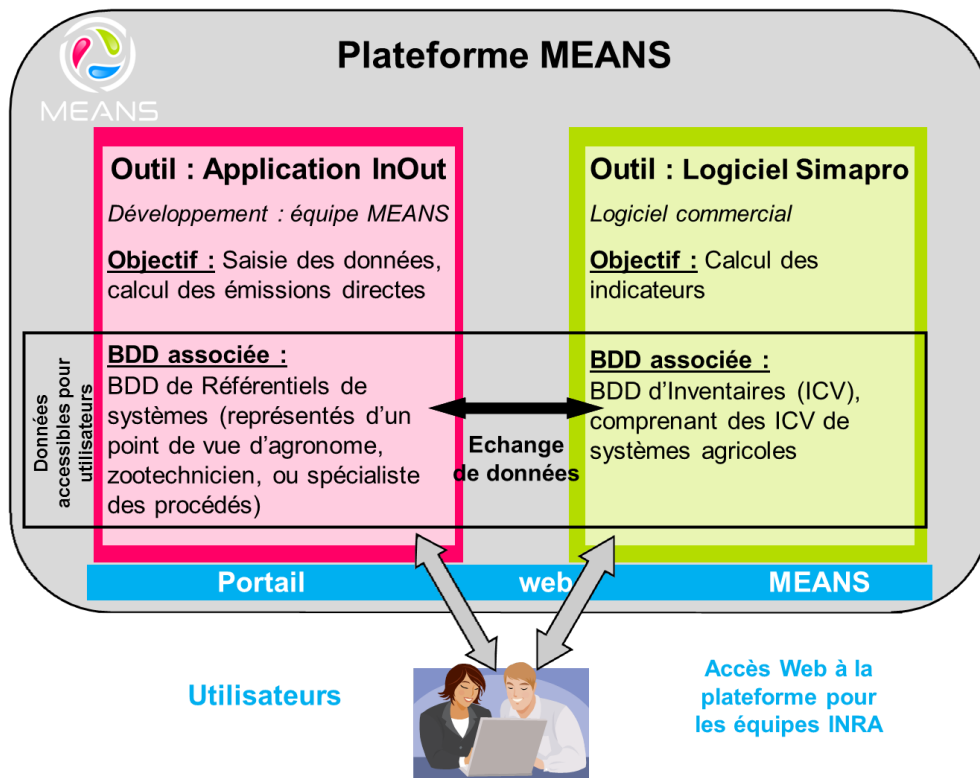 Plateforme MEANS
MEANS
Outil : Application InOut
Développement : équipe MEANS
Objectif : Saisie des données,
calcul des émissions directes
BDD associée :
BDD de Référentiels de
systèmes (représentés d'un
point de vue d'agronome,
zootechnicien, ou spécialiste
des procédés)
Outil : Logiciel Simapro
Logiciel commercial
Objectif : Calcul des
indicateurs
BDD associée :
BDD d'Inventaires (ICV),
comprenant des ICV de
systèmes agricoles
Données
accessibles pour
utilisateurs
Echange
de données
Portail web MEANS
Utilisateurs
Accès Web à la
plateforme pour
les équipes INRA